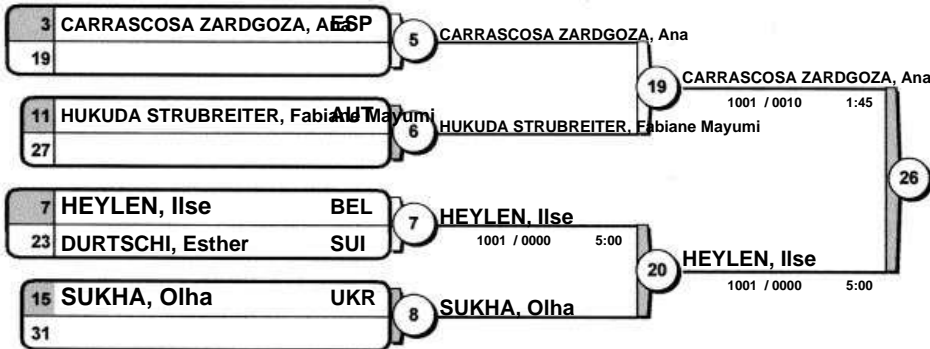 3 CARRASCOSA ZARDGOZA, Ana ESP
19
5 CARRASCOSA ZARDGOZA, Ana
11 HUKUDA STRUBREITER, Fabiane Mayumi AUT
27
6 HUKUDA STRUBREITER, Fabiane Mayumi
19 CARRASCOSA ZARDGOZA, Ana
1001 / 0010 1:45
26
7 HEYLEN, Ilse BEL
23 DURTSCHI, Esther SUI
7 HEYLEN, Ilse
1001 / 0000 5:00
15 SUKHA, Olha UKR
31
8 SUKHA, Olha
20 HEYLEN, Ilse
1001 / 0000 5:00